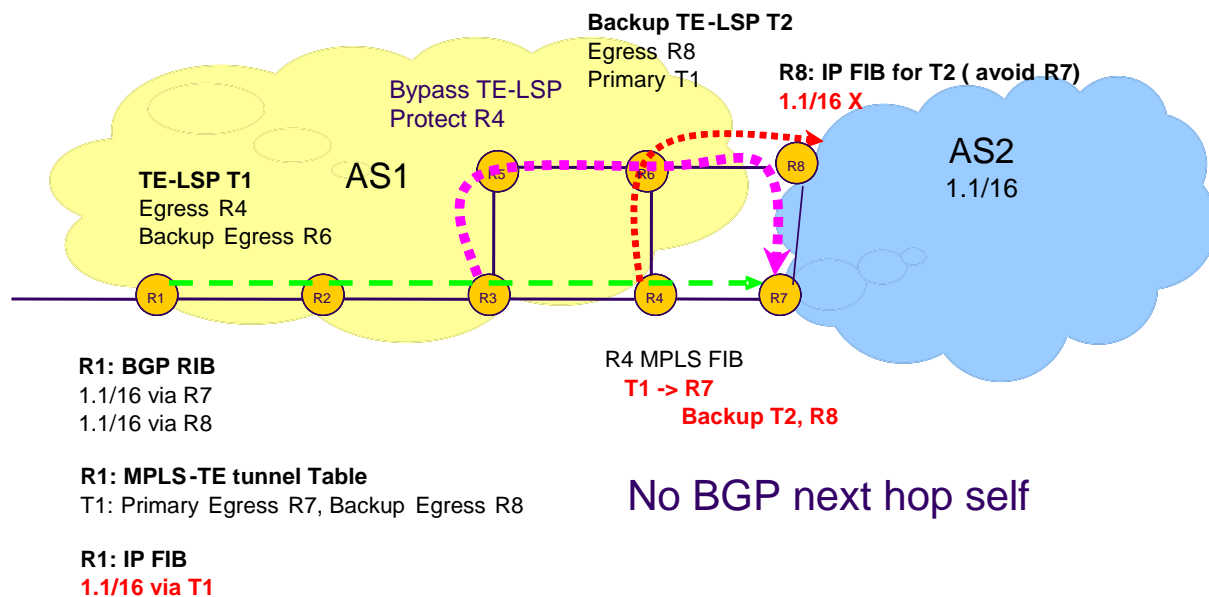 Backup TE-LSP T2
Egress R8
Primary T1
R8: IP FIB for T2 ( avoid R7)
1.1/16 X
Bypass TE-LSP
Protect R4
AS2
1.1/16
AS1
TE-LSP T1
Egress R4
Backup Egress R6
R5
R6
R8
R1
R2
R3
R4
R7
R1: BGP RIB
1.1/16 via R7
1.1/16 via R8
R4 MPLS FIB
T1 -> R7
Backup T2, R8
R1: MPLS-TE tunnel Table
T1: Primary Egress R7, Backup Egress R8
No BGP next hop self
R1: IP FIB
1.1/16 via T1